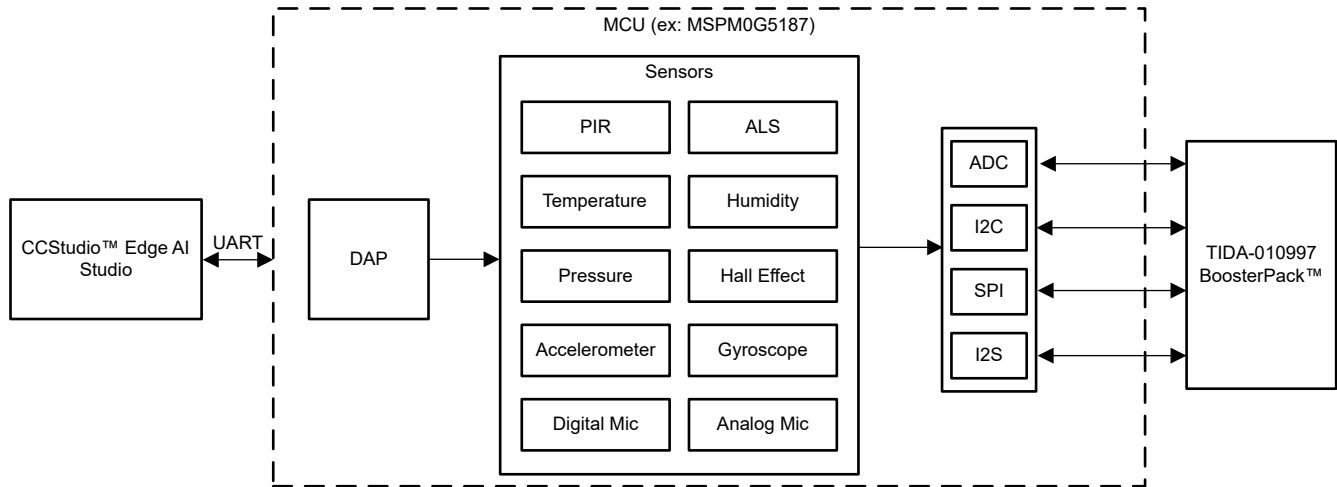 MCU (ex: MSPM0G5187)
Sensors
PIR
ALS
Temperature
Humidity
Pressure
Hall Effect
Accelerometer
Gyroscope
Digital Mic
Analog Mic
CCStudio™ Edge AI
Studio
UART
DAP
ADC
I2C
SPI
I2S
TIDA-010997
BoosterPack™